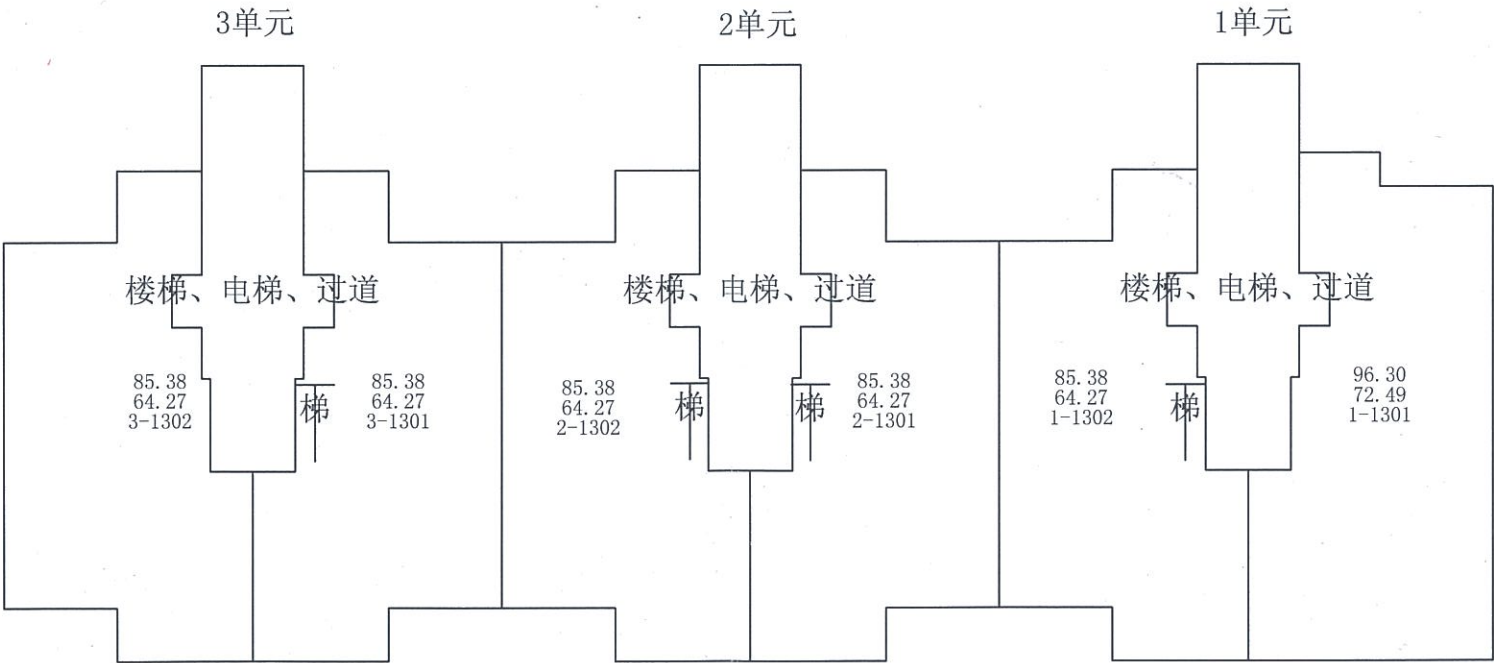 3单元
2单元
1单元
楼梯、电梯、过道
楼梯、电梯、过道
楼梯、电梯、过道
85.38
64.27
3-1302
梯
85.38
64.27
3-1301
85.38
64.27
2-1302
梯
梯
85.38
64.27
2-1301
85.38
64.27
1-1302
梯
96.30
72.49
1-1301